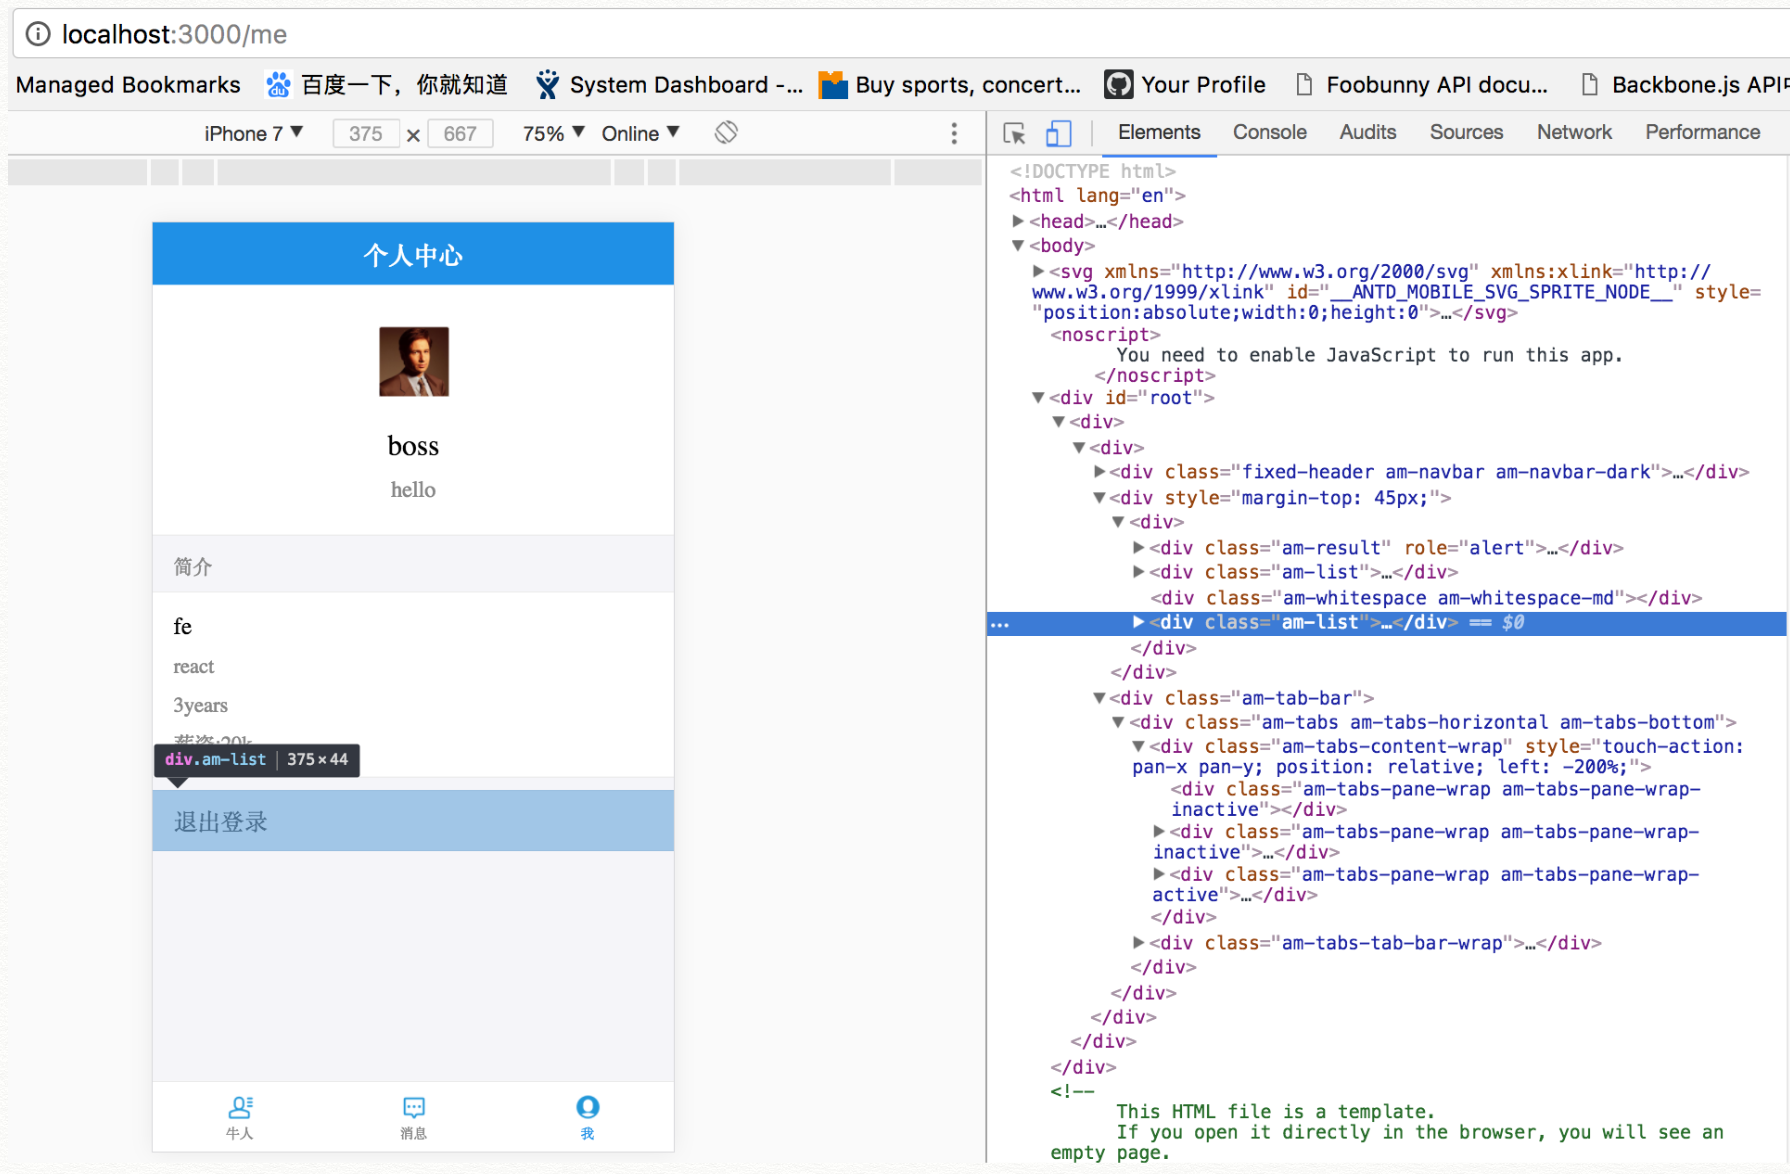 localhost:3000/me
Managed Bookmarks 百度一下，你就知道 System Dashboard -... Buy sports, concert... Your Profile Foobunny API docu... Backbone.js API
iPhone 7 ▼ 375 × 667 75% ▼ Online ▼
Elements Console Audits Sources Network Performance
个人中心
boss
hello
简介
fe
react
3years
薪资:20k
div.am-list 375×44
退出登录
牛人 消息 我
<!DOCTYPE html>
<html lang="en">
▶<head>…</head>
▼<body>
▶<svg xmlns="http://www.w3.org/2000/svg" xmlns:xlink="http://
www.w3.org/1999/xlink" id="__ANTD_MOBILE_SVG_SPRITE_NODE__" style=
"position:absolute;width:0;height:0">…</svg>
<noscript>
You need to enable JavaScript to run this app.
</noscript>
▼<div id="root">
▼<div>
▼<div>
▶<div class="fixed-header am-navbar am-navbar-dark">…</div>
▼<div style="margin-top: 45px;">
▼<div>
▶<div class="am-result" role="alert">…</div>
▶<div class="am-list">…</div>
<div class="am-whitespace am-whitespace-md"></div>
… ▶<div class="am-list">…</div> == $0
</div>
</div>
▼<div class="am-tab-bar">
▼<div class="am-tabs am-tabs-horizontal am-tabs-bottom">
▼<div class="am-tabs-content-wrap" style="touch-action:
pan-x pan-y; position: relative; left: -200%;">
<div class="am-tabs-pane-wrap am-tabs-pane-wrap-
inactive"></div>
▶<div class="am-tabs-pane-wrap am-tabs-pane-wrap-
inactive">…</div>
▶<div class="am-tabs-pane-wrap am-tabs-pane-wrap-
active">…</div>
</div>
▶<div class="am-tabs-tab-bar-wrap">…</div>
</div>
</div>
</div>
</div>
</div>
<!--
This HTML file is a template.
If you open it directly in the browser, you will see an
empty page.